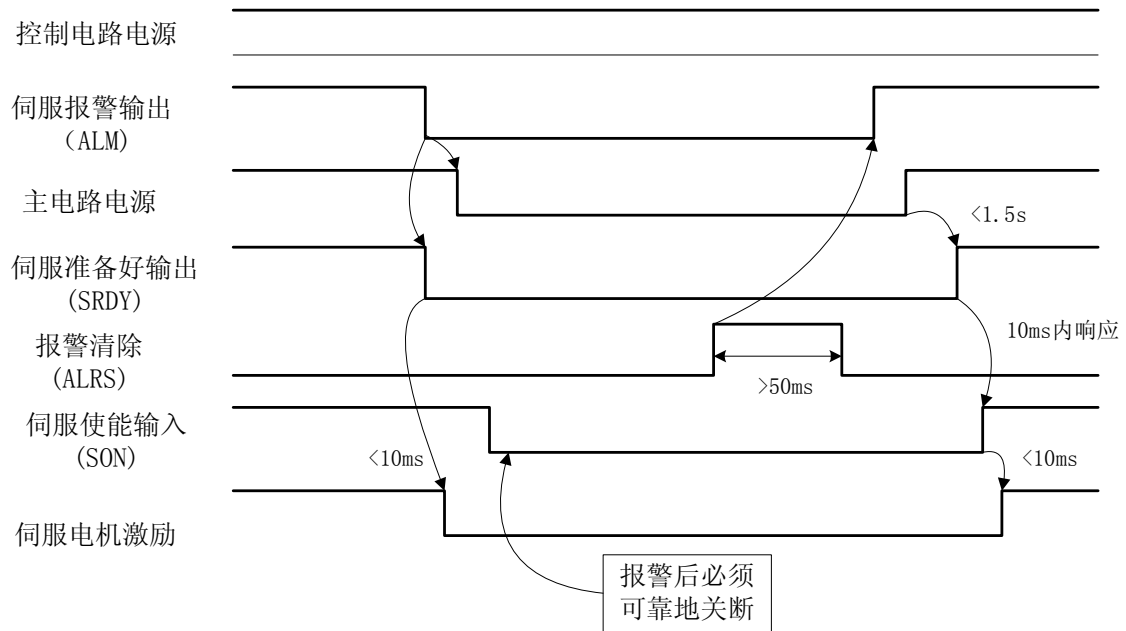 控制电路电源
伺服报警输出
（ALM)
主电路电源
<1.5s
伺服准备好输出
(SRDY)
10ms内响应
报警清除
(ALRS)
>50ms
伺服使能输入
(SON)
<10ms
<10ms
伺服电机激励
报警后必须
可靠地关断